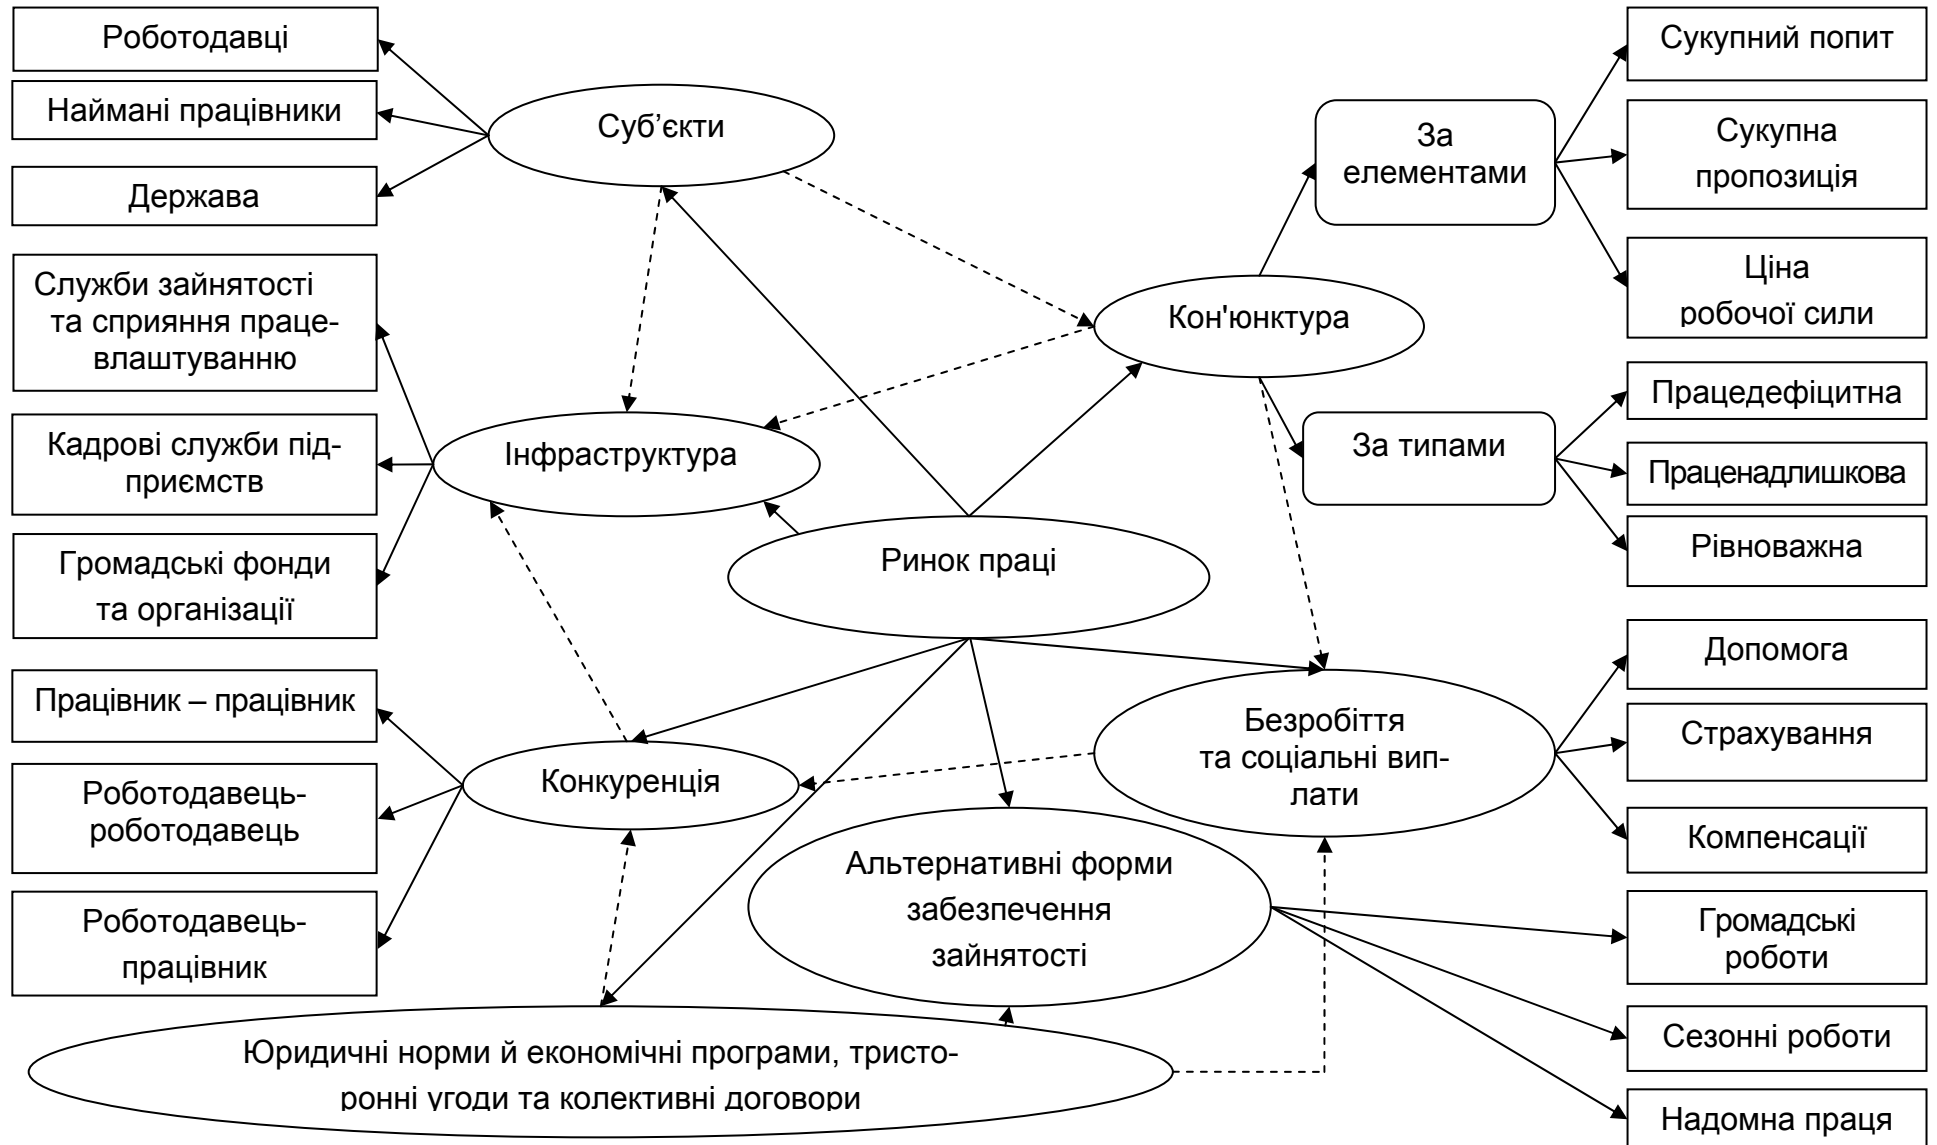 Роботодавці
Наймані працівники
Держава
Служби зайнятості
та сприяння праце-
влаштуванню
Кадрові служби під-
приємств
Громадські фонди
та організації
Працівник – працівник
Роботодавець-
роботодавець
Роботодавець-
працівник
Суб’єкти
Інфраструктура
Ринок праці
Конкуренція
Юридичні норми й економічні програми, тристо-
ронні угоди та колективні договори
Альтернативні форми
забезпечення
зайнятості
Кон'юнктура
Безробіття
та соціальні вип-
лати
За
елементами
За типами
Сукупний попит
Сукупна
пропозиція
Ціна
робочої сили
Працедефіцитна
Праценадлишкова
Рівноважна
Допомога
Страхування
Компенсації
Громадські
роботи
Сезонні роботи
Надомна праця